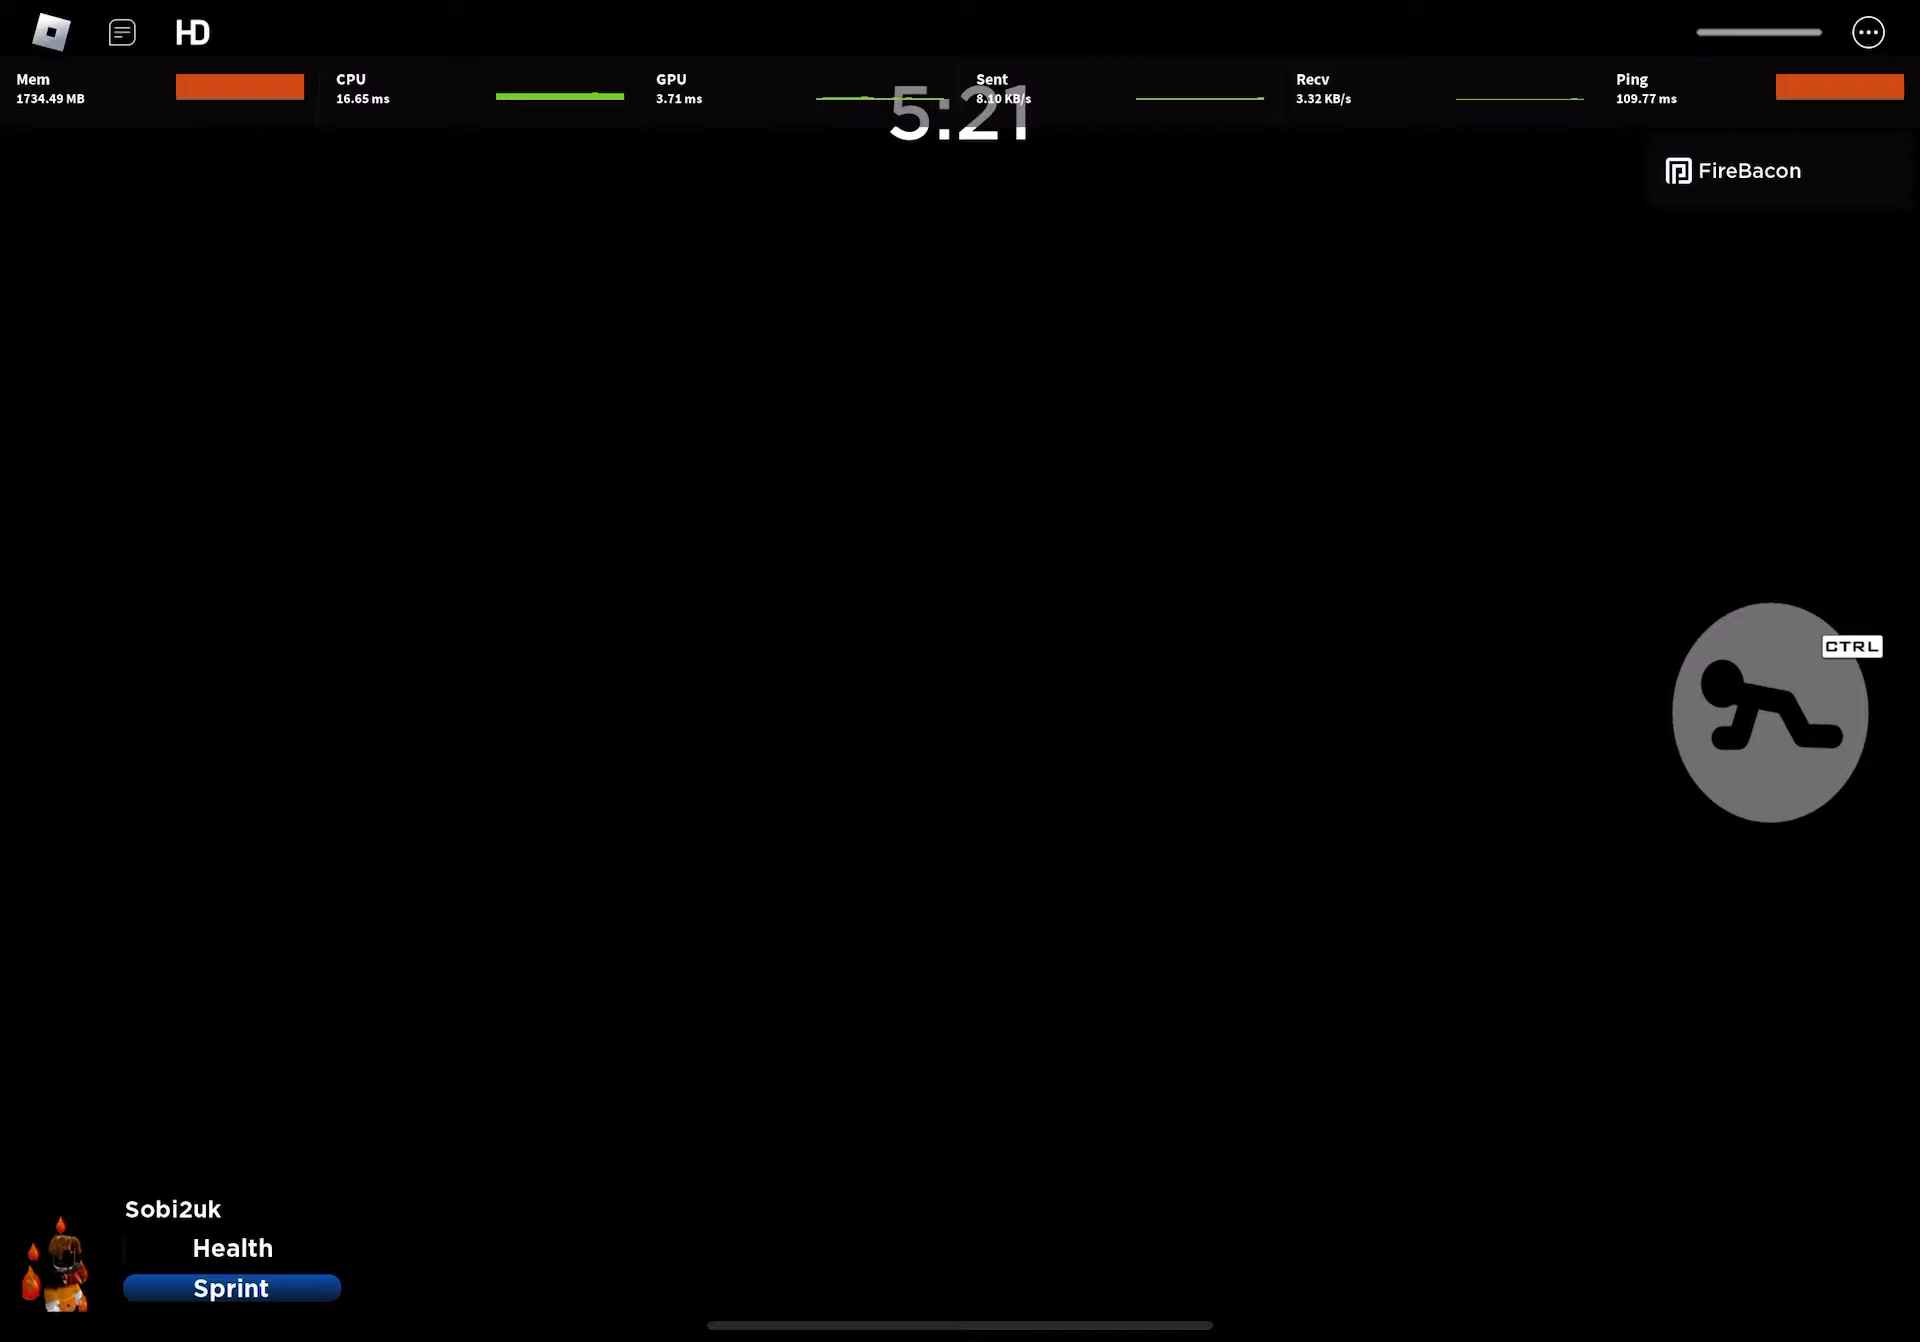 HD
Mem
1734.49 MB
CPU
16.65 ms
GPU
3.71 ms
Sent
8.10 KB/s
Recv
3.32 KB/s
Ping
109.77 ms
5:21
FireBacon
CTRL
Sobi2uk
Health
Sprint